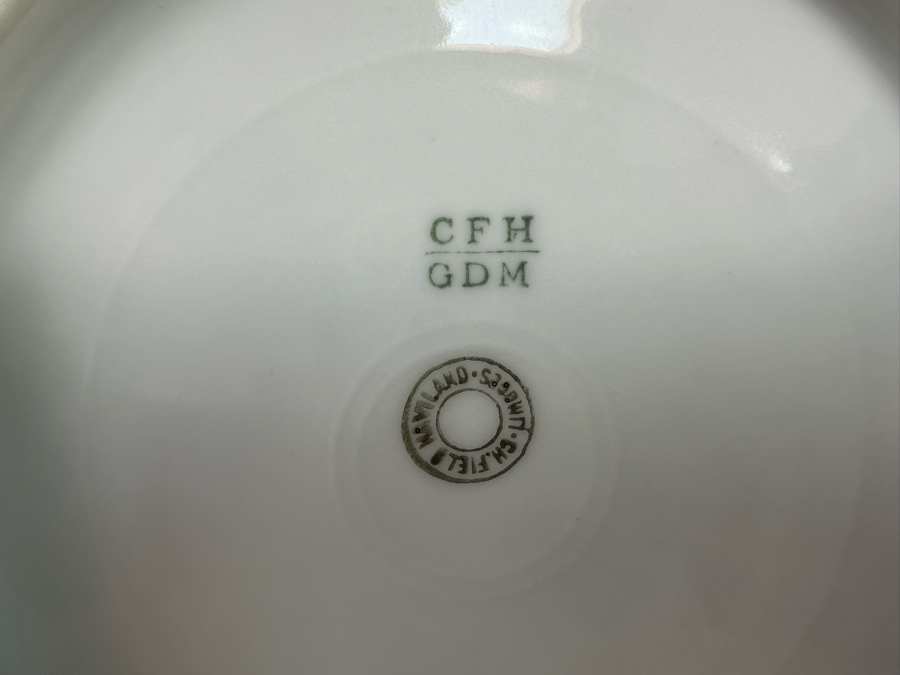 CFH
GDM
CH. FIELD HAVILAND · LIMOGES ·